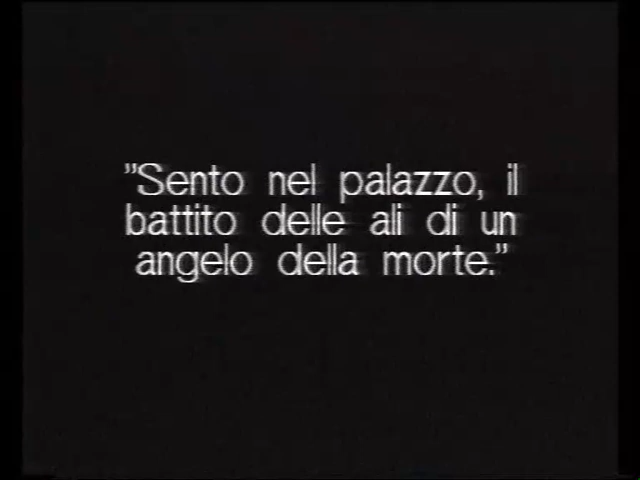 "Sento nel palazzo, il
battito delle ali di un
angelo della morte."